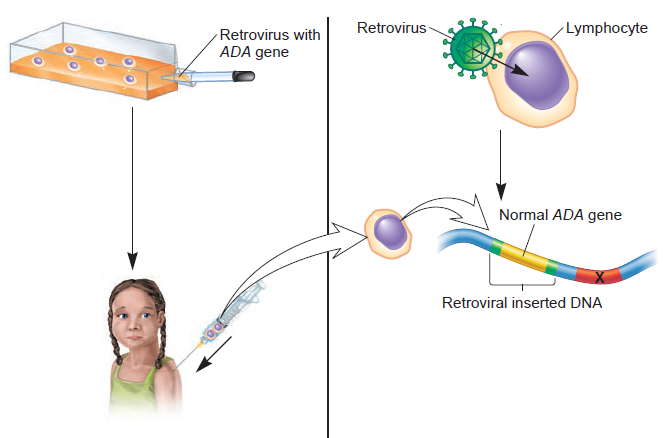 Retrovirus with
ADA gene
Retrovirus
Lymphocyte
Normal ADA gene
X
Retroviral inserted DNA